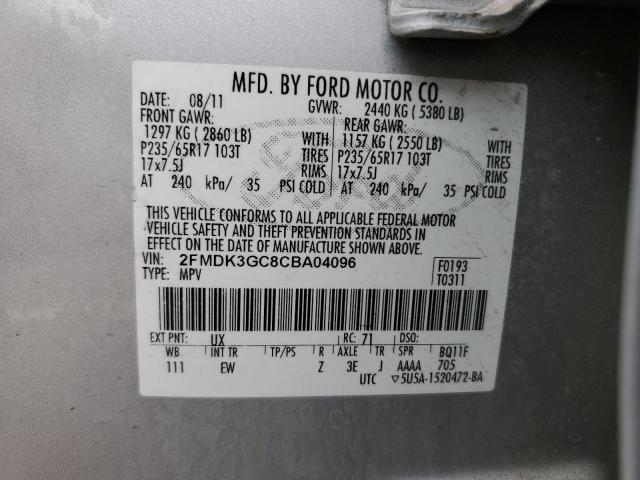 MFD. BY FORD MOTOR CO.
DATE: 08/11 GVWR: 2440 KG ( 5380 LB)
FRONT GAWR: REAR GAWR:
1297 KG ( 2860 LB) WITH 1157 KG ( 2550 LB) WITH
P235/65R17 103T TIRES P235/65R17 103T TIRES
17x7.5J RIMS 17x7.5J RIMS
AT 240 kPa/ 35 PSI COLD AT 240 kPa/ 35 PSI COLD
THIS VEHICLE CONFORMS TO ALL APPLICABLE FEDERAL MOTOR
VEHICLE SAFETY AND THEFT PREVENTION STANDARDS IN
EFFECT ON THE DATE OF MANUFACTURE SHOWN ABOVE.
VIN: 2FMDK3GC8CBA04096 F0193
TYPE: MPV T0311
EXT PNT: UX RC: 71 DSO:
WB INT TR TP/PS R AXLE TR SPR BQ11F
111 EW Z 3E J AAAA 705
UTC ▽5U5A-1520472-BA
Ford